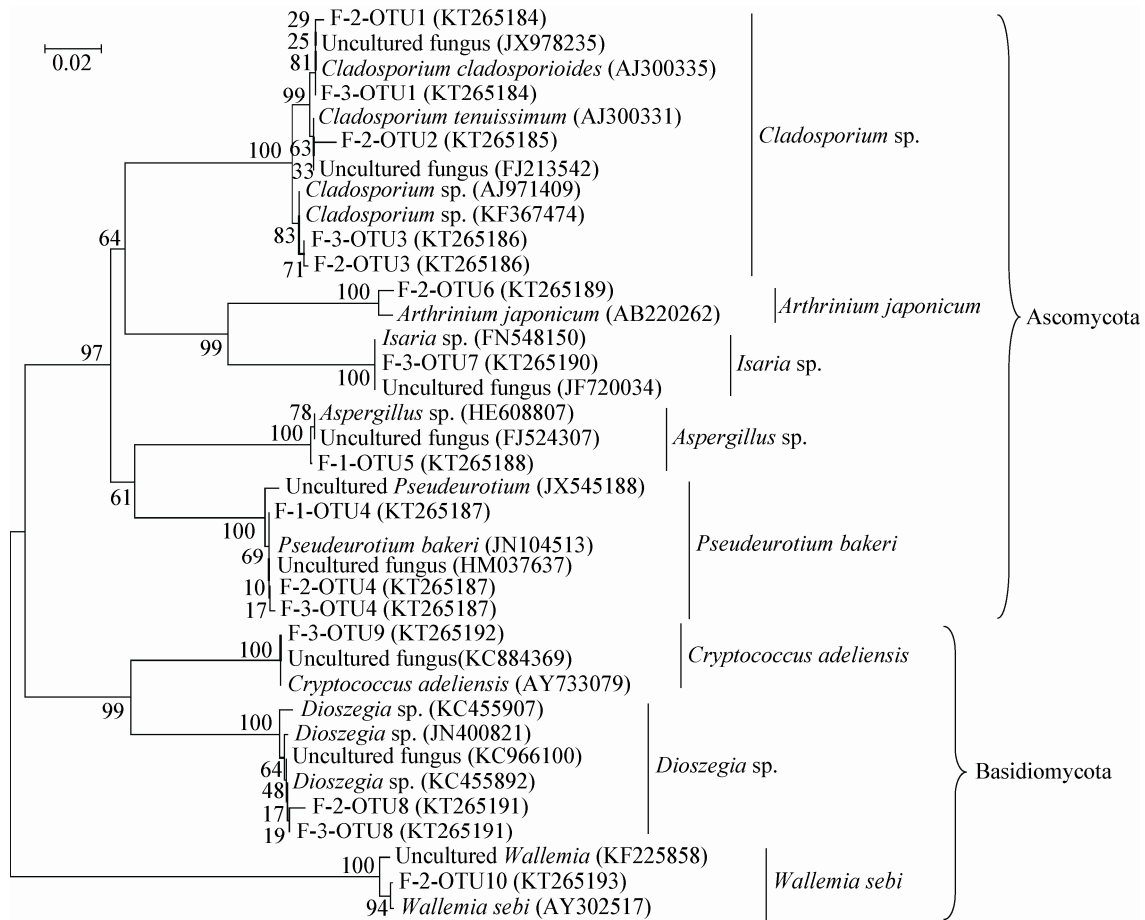 29
F-2-OTU1 (KT265184)
25
Uncultured fungus (JX978235)
0.02
81
Cladosporium cladosporioides (AJ300335)
99
F-3-OTU1 (KT265184)
Cladosporium tenuissimum (AJ300331)
Cladosporium sp.
F-2-OTU2 (KT265185)
100
63
33
Uncultured fungus (FJ213542)
Cladosporium sp. (AJ971409)
Cladosporium sp. (KF367474)
83
F-3-OTU3 (KT265186)
64
71
F-2-OTU3 (KT265186)
100
F-2-OTU6 (KT265189)
Arthrinium japonicum
Arthrinium japonicum (AB220262)
Ascomycota
99
Isaria sp. (FN548150)
97
F-3-OTU7 (KT265190)
Isaria sp.
100
Uncultured fungus (JF720034)
78
Aspergillus sp. (HE608807)
100
Uncultured fungus (FJ524307)
Aspergillus sp.
F-1-OTU5 (KT265188)
61
Uncultured Pseudeurotium (JX545188)
F-1-OTU4 (KT265187)
100
Pseudeurotium bakeri (JN104513)
Pseudeurotium bakeri
69
Uncultured fungus (HM037637)
10
F-2-OTU4 (KT265187)
17
F-3-OTU4 (KT265187)
F-3-OTU9 (KT265192)
100
Uncultured fungus(KC884369)
Cryptococcus adeliensis
Cryptococcus adeliensis (AY733079)
99
Dioszegia sp. (KC455907)
100
Dioszegia sp. (JN400821)
Uncultured fungus (KC966100)
64
Dioszegia sp.
Basidiomycota
Dioszegia sp. (KC455892)
48
F-2-OTU8 (KT265191)
17
19
F-3-OTU8 (KT265191)
Uncultured Wallemia (KF225858)
100
F-2-OTU10 (KT265193)
Wallemia sebi
94
Wallemia sebi (AY302517)